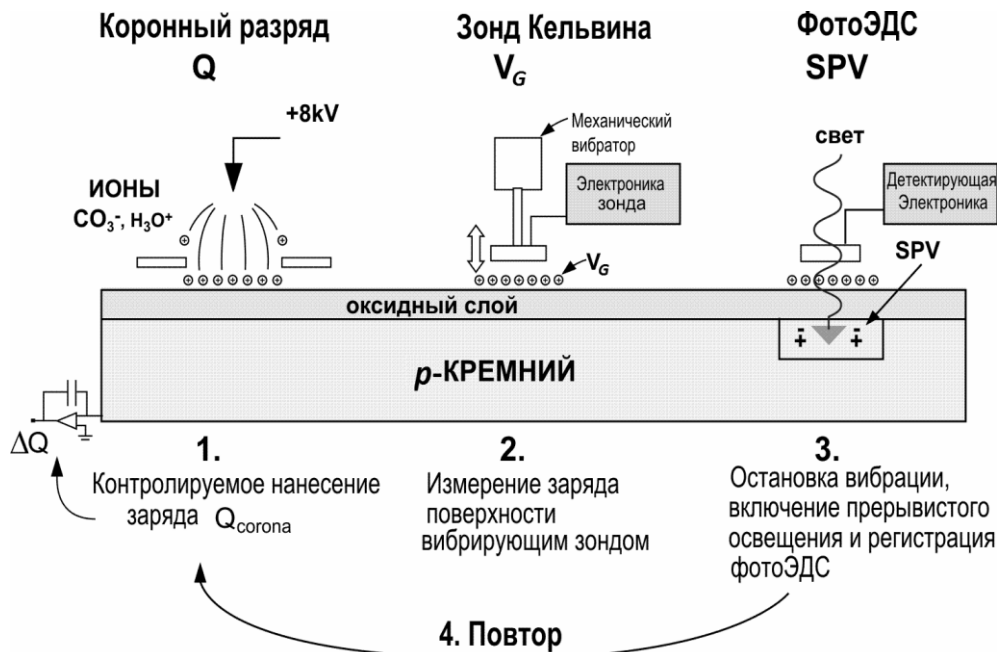 Коронный разряд
Q
Зонд Кельвина
V_G
ФотоЭДС
SPV
+8kV
ИОНЫ
CO₃⁻, H₃O⁺
Механический
вибратор
Электроника
зонда
V_G
свет
Детектирующая
Электроника
SPV
оксидный слой
p-КРЕМНИЙ
ΔQ
1.
Контролируемое нанесение
заряда Q_corona
2.
Измерение заряда
поверхности
вибрирующим зондом
3.
Остановка вибрации,
включение прерывистого
освещения и регистрация
фотоЭДС
4. Повтор